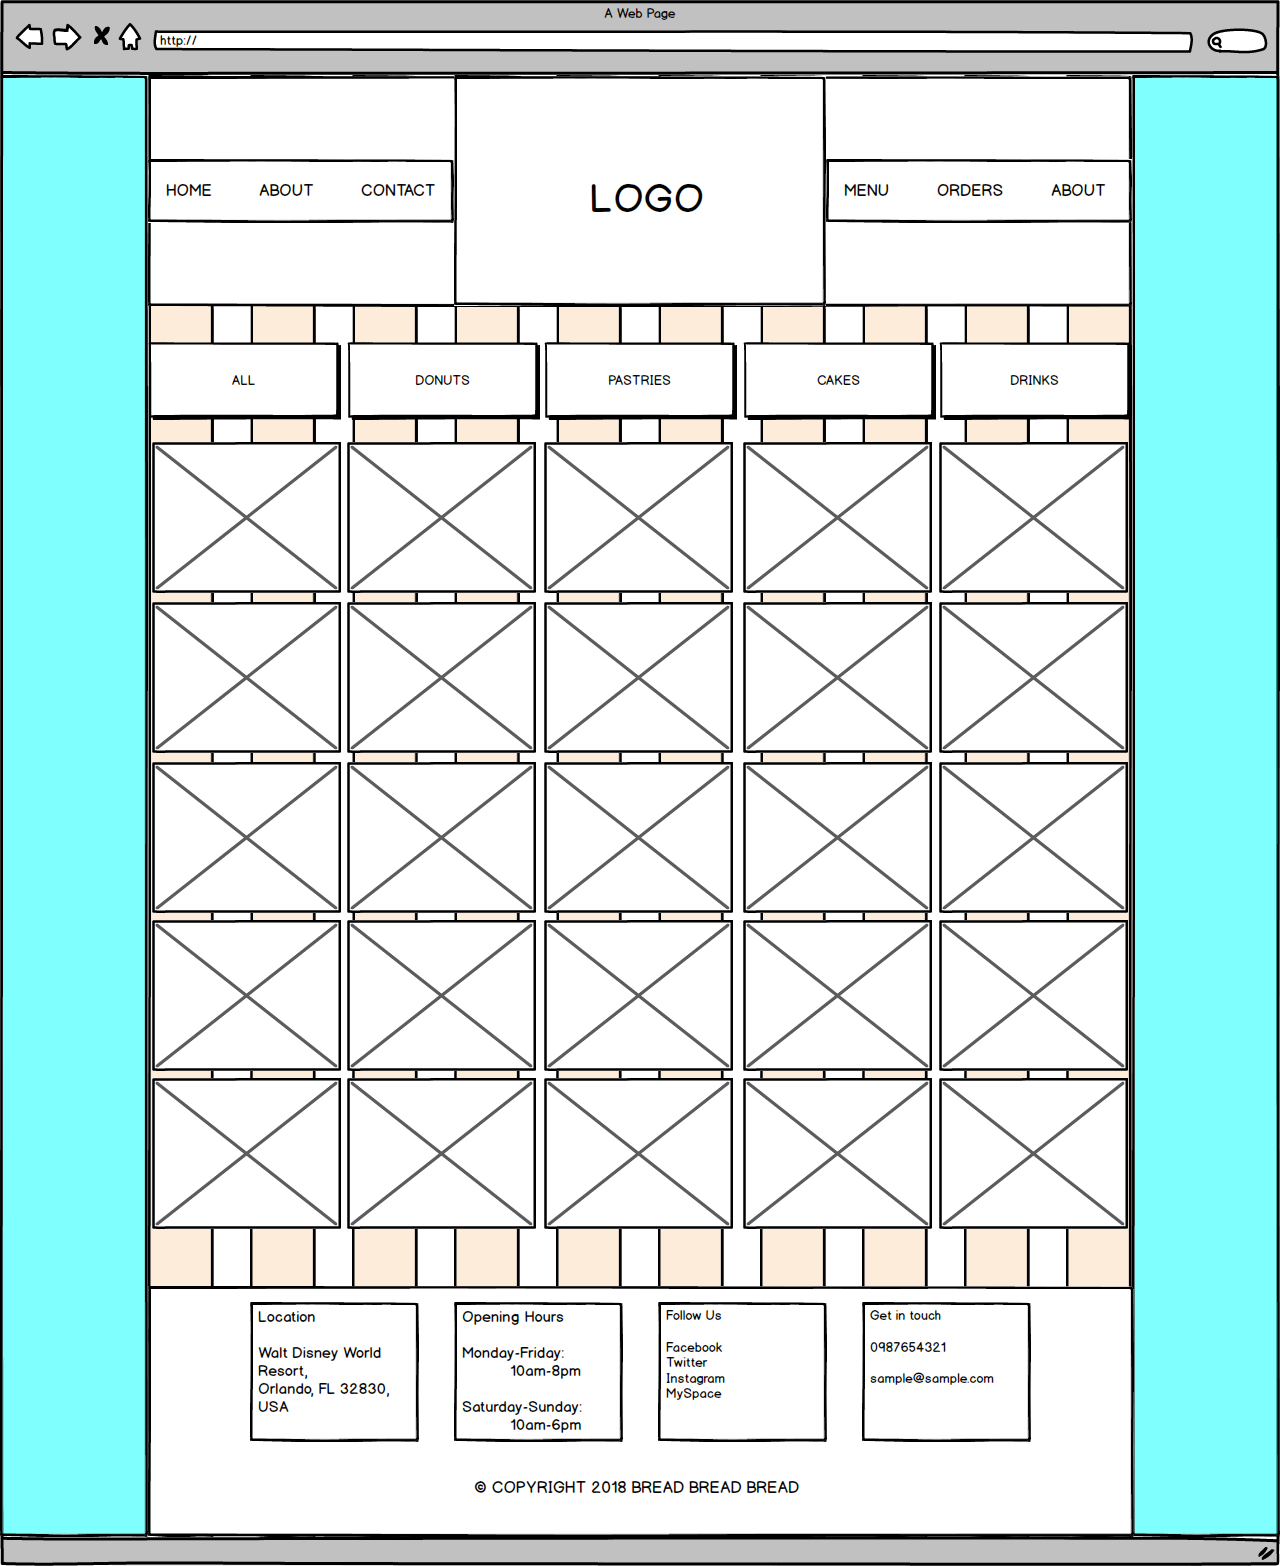 A Web Page
http://
HOME ABOUT CONTACT
LOGO
MENU ORDERS ABOUT
ALL
DONUTS
PASTRIES
CAKES
DRINKS
Location
Walt Disney World
Resort,
Orlando, FL 32830,
USA
Opening Hours
Monday-Friday:
10am-8pm
Saturday-Sunday:
10am-6pm
Follow Us
Facebook
Twitter
Instagram
MySpace
Get in touch
0987654321
sample@sample.com
© COPYRIGHT 2018 BREAD BREAD BREAD